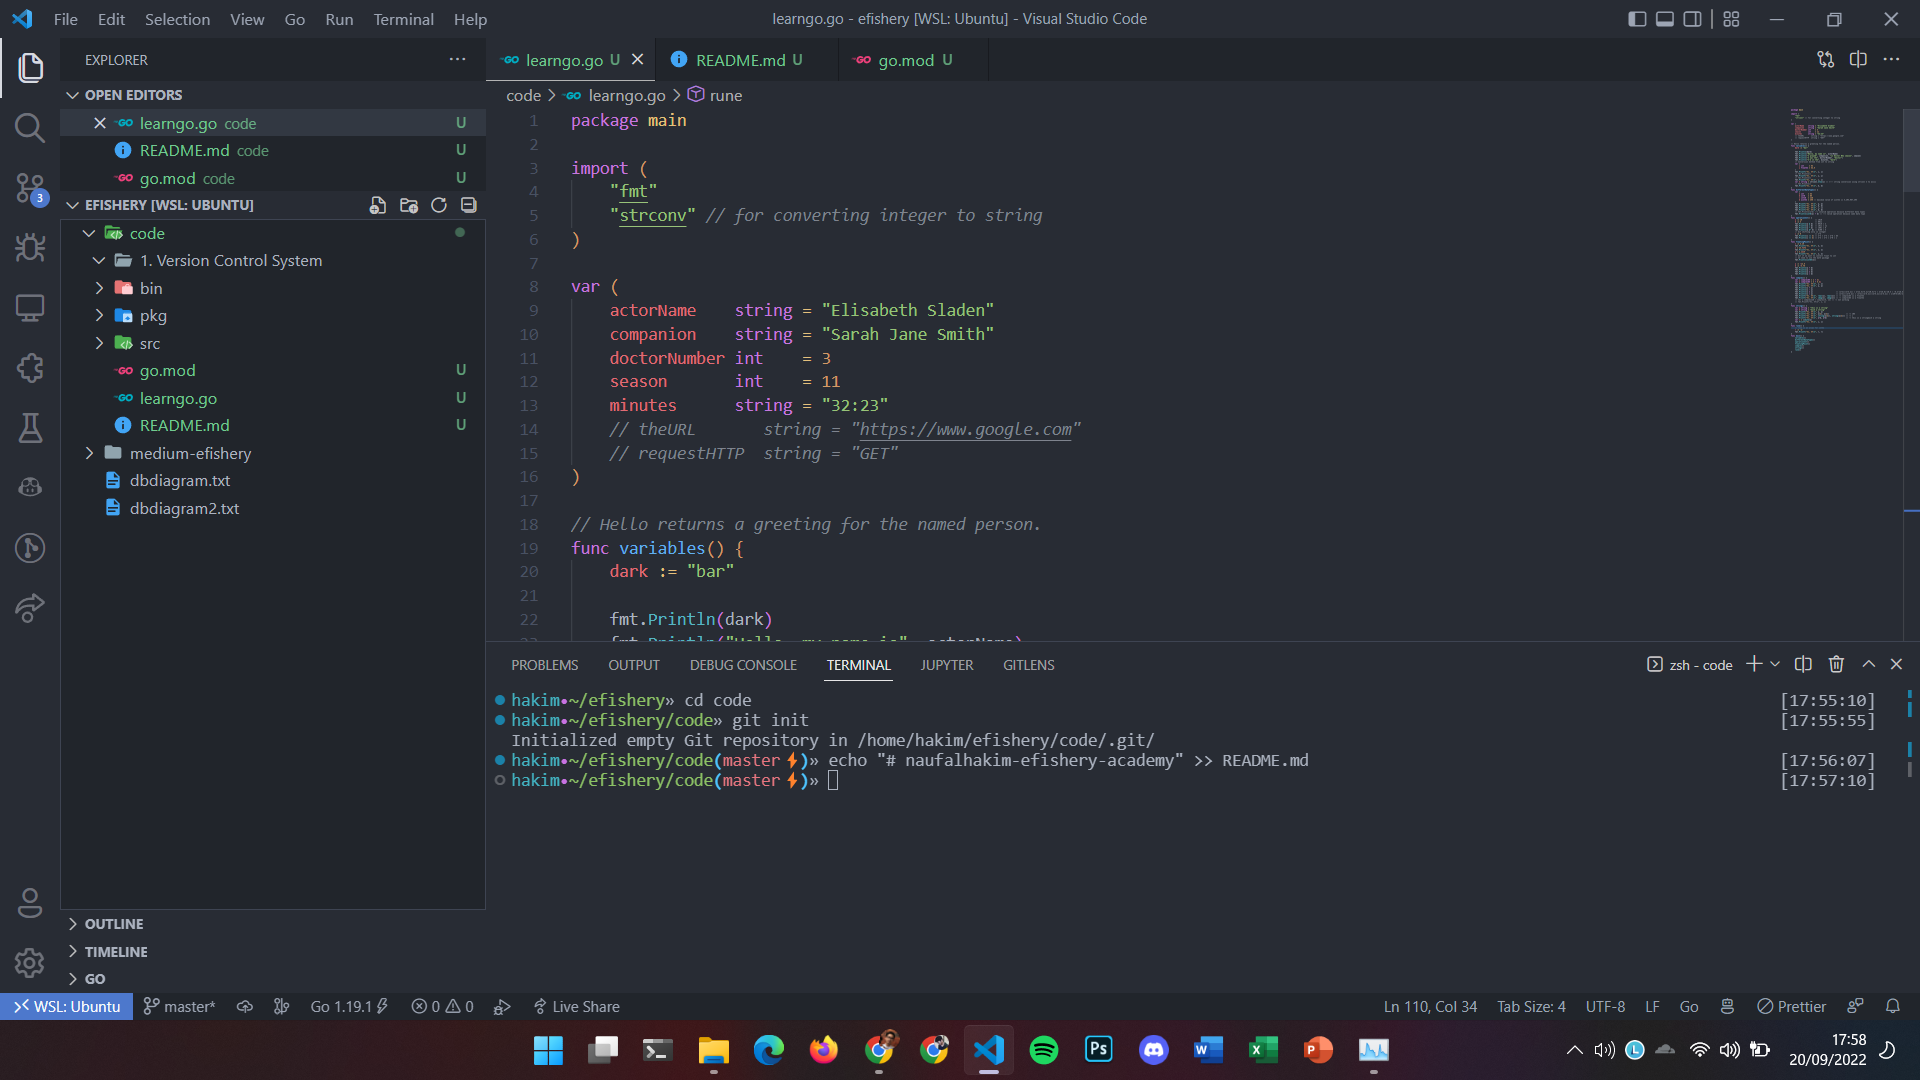 File Edit Selection View Go Run Terminal Help
learngo.go - efishery [WSL: Ubuntu] - Visual Studio Code
EXPLORER
OPEN EDITORS
learngo.go code U
README.md code U
go.mod code U
3
EFISHERY [WSL: UBUNTU]
code
1. Version Control System
bin
pkg
src
go.mod U
learngo.go U
README.md U
medium-efishery
dbdiagram.txt
dbdiagram2.txt
OUTLINE
TIMELINE
GO
learngo.go U README.md U go.mod U
code > learngo.go > rune
1 package main
2
3 import (
4 "fmt"
5 "strconv" // for converting integer to string
6 )
7
8 var (
9 actorName string = "Elisabeth Sladen"
10 companion string = "Sarah Jane Smith"
11 doctorNumber int = 3
12 season int = 11
13 minutes string = "32:23"
14 // theURL string = "https://www.google.com"
15 // requestHTTP string = "GET"
16 )
17
18 // Hello returns a greeting for the named person.
19 func variables() {
20 dark := "bar"
21
22 fmt.Println(dark)
PROBLEMS OUTPUT DEBUG CONSOLE TERMINAL JUPYTER GITLENS
zsh - code
hakim•~/efishery» cd code [17:55:10]
hakim•~/efishery/code» git init [17:55:55]
Initialized empty Git repository in /home/hakim/efishery/code/.git/
hakim•~/efishery/code(master⚡)» echo "# naufalhakim-efishery-academy" >> README.md [17:56:07]
hakim•~/efishery/code(master⚡)» [17:57:10]
WSL: Ubuntu master* Go 1.19.1 0 0 Live Share
Ln 110, Col 34 Tab Size: 4 UTF-8 LF Go Prettier
17:58
20/09/2022